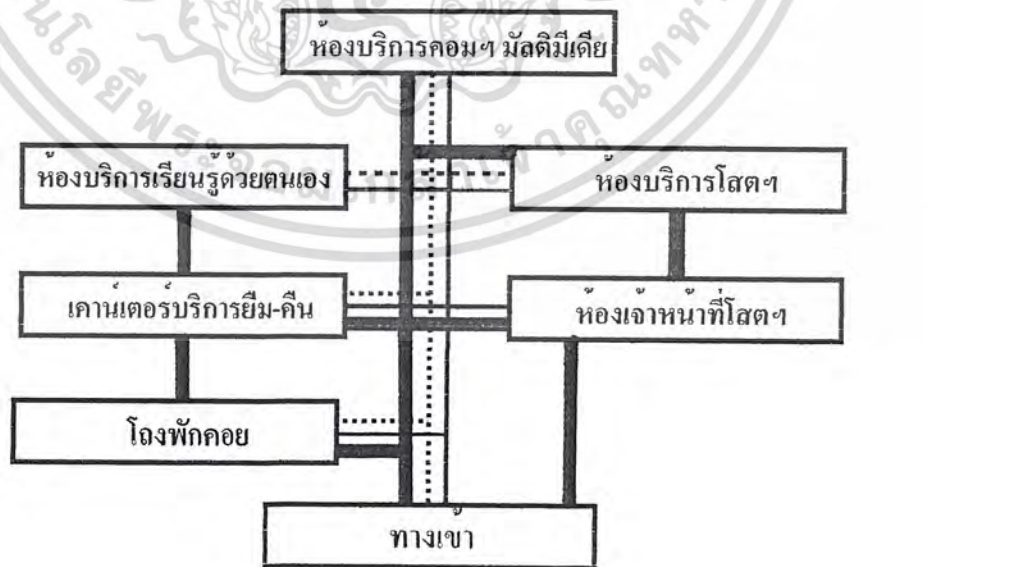 ห้องบริการคอมฯ มัลติมีเดีย
ห้องบริการเรียนรู้ด้วยตนเอง
ห้องบริการโสตฯ
เคาน์เตอร์บริการยืม-คืน
ห้องเจ้าหน้าที่โสตฯ
โถงพักคอย
ทางเข้า